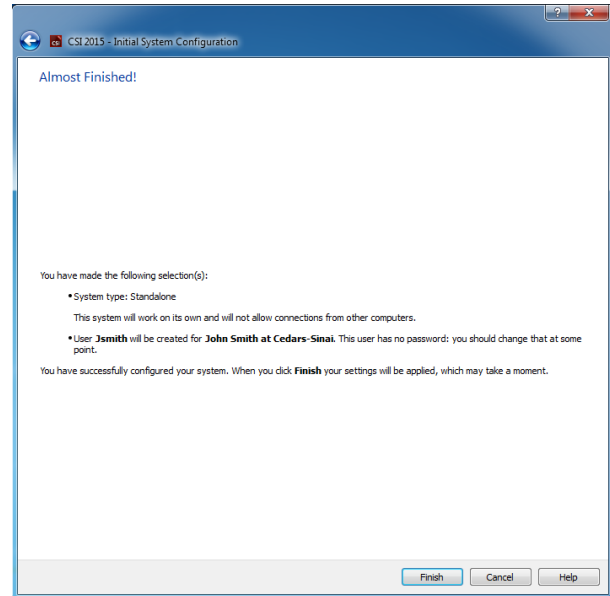 ? X
CSI CSI 2015 - Initial System Configuration
Almost Finished!
You have made the following selection(s):
• System type: Standalone
This system will work on its own and will not allow connections from other computers.
• User Jsmith will be created for John Smith at Cedars-Sinai. This user has no password: you should change that at some
point.
You have successfully configured your system. When you click Finish your settings will be applied, which may take a moment.
Finish Cancel Help